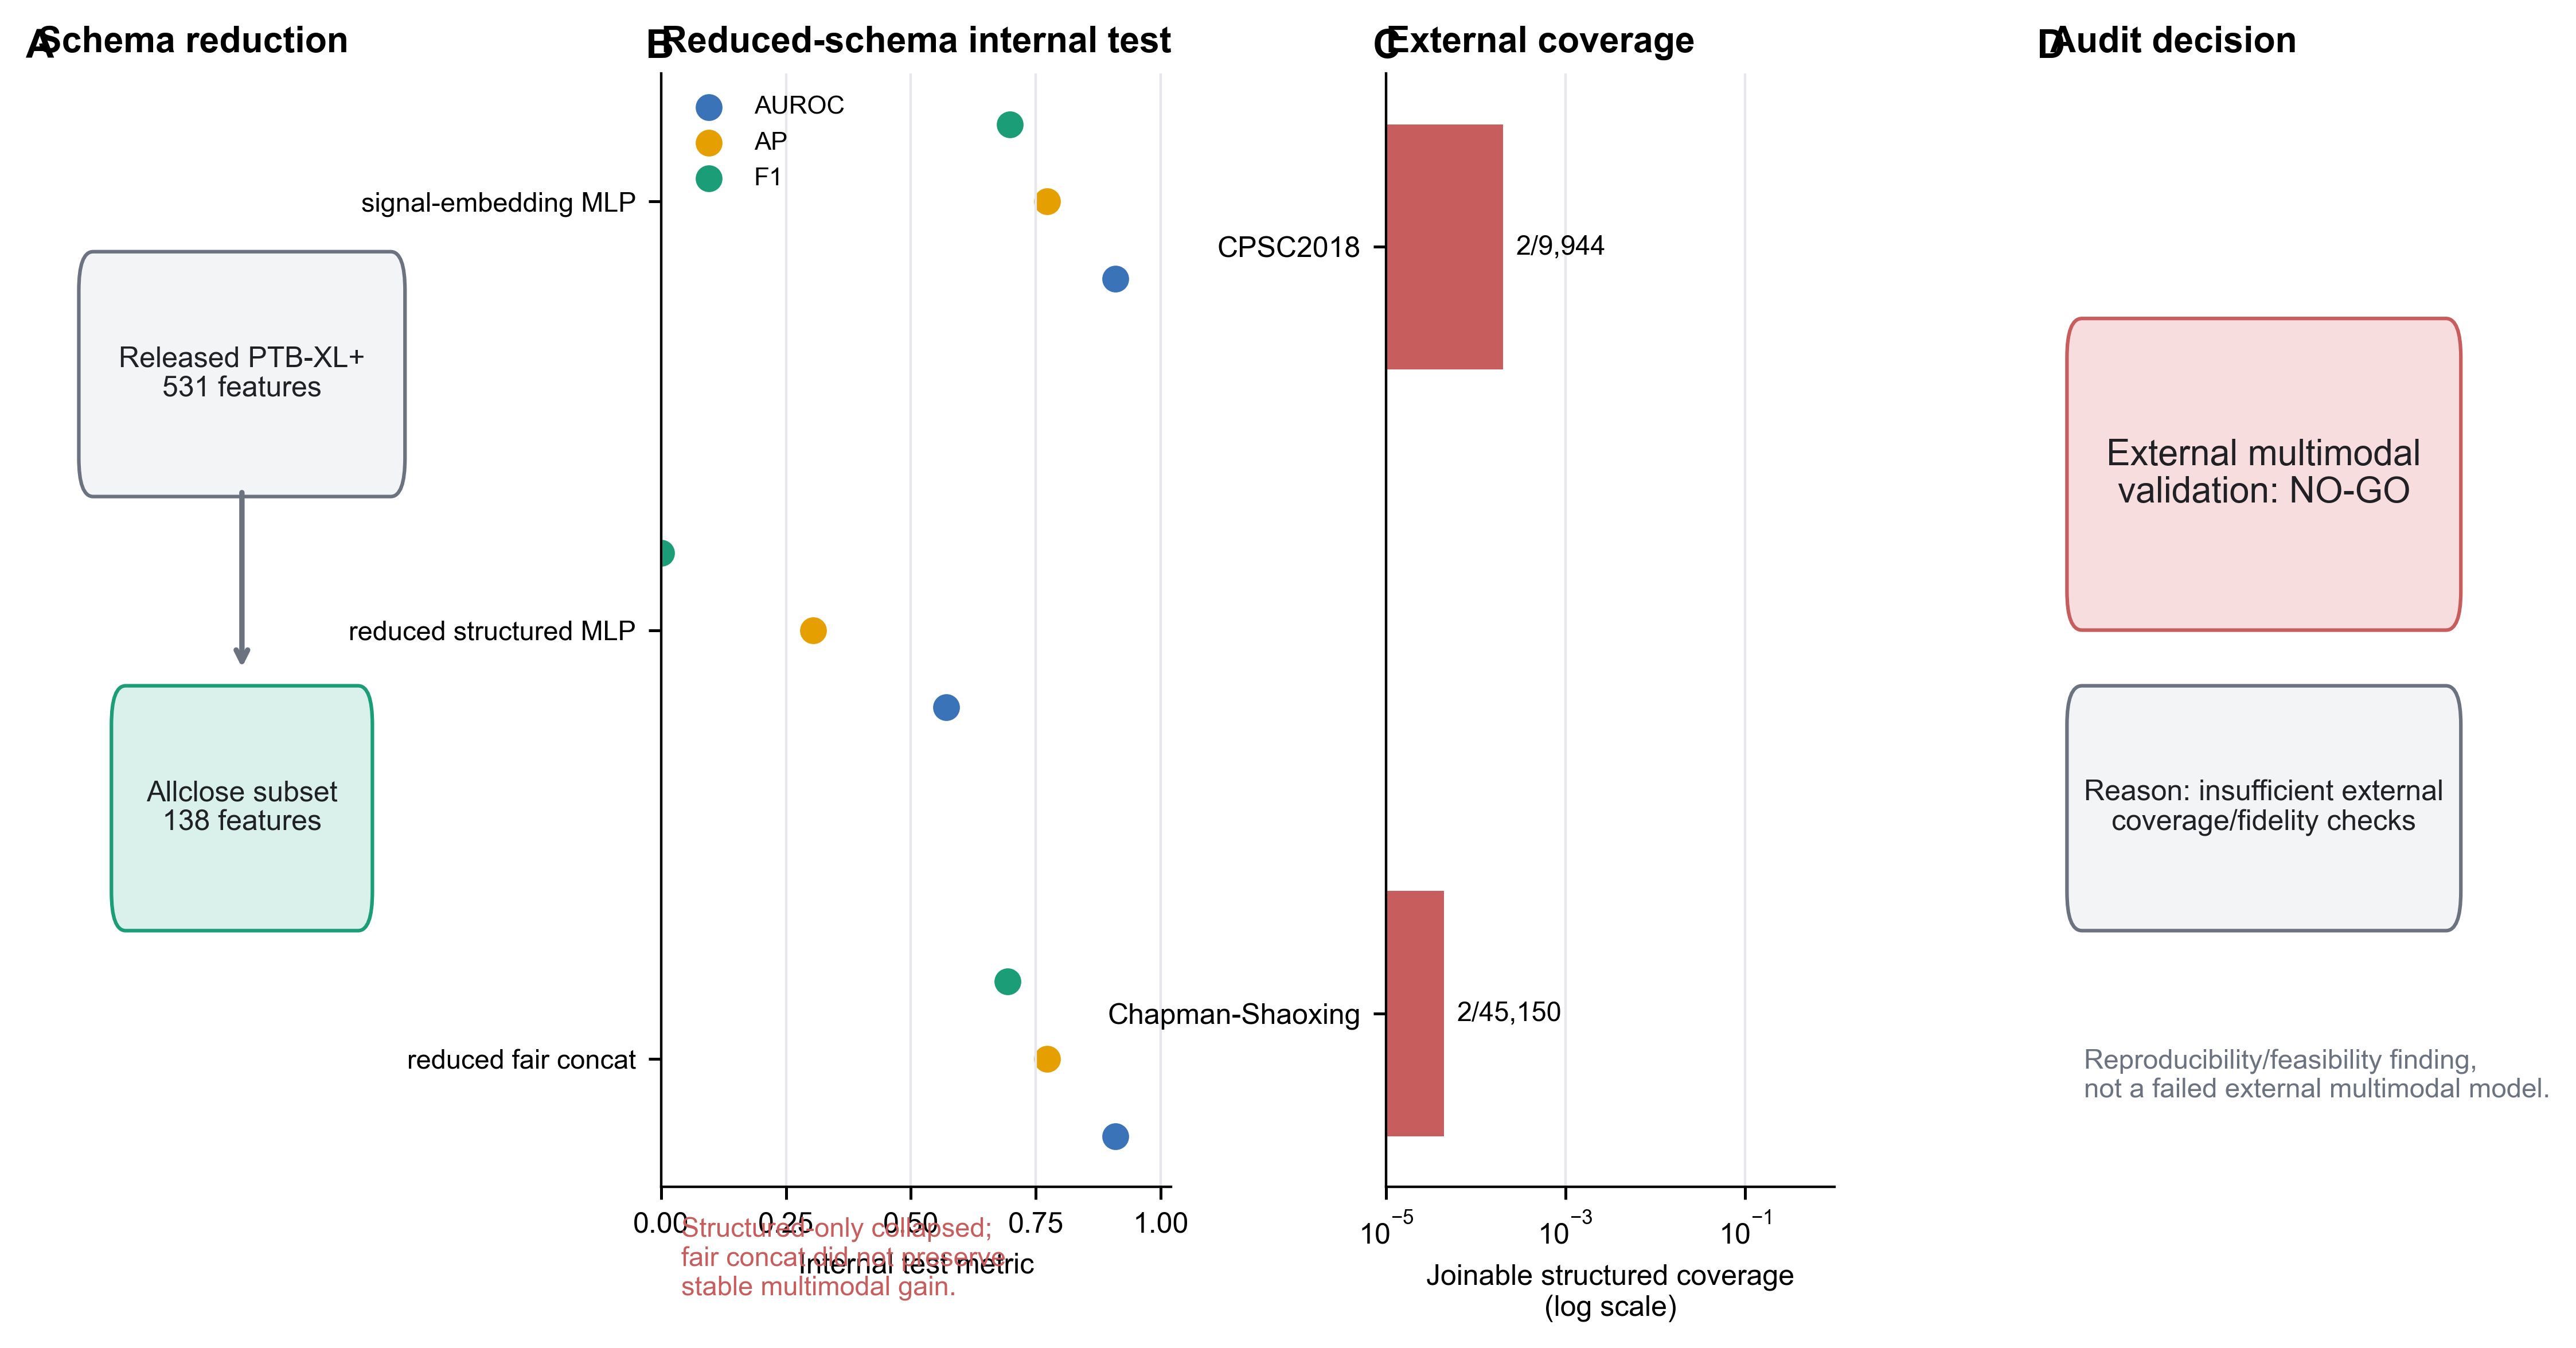 A Schema reduction
Released PTB-XL+
531 features
Allclose subset
138 features
B Reduced-schema internal test
AUROC
AP
F1
signal-embedding MLP
reduced structured MLP
reduced fair concat
0.00 0.25 0.50 0.75 1.00
Internal test metric
Structured-only collapsed;
fair concat did not preserve
stable multimodal gain.
C External coverage
CPSC2018
2/9,944
Chapman-Shaoxing
2/45,150
10⁻⁵ 10⁻³ 10⁻¹
Joinable structured coverage
(log scale)
D Audit decision
External multimodal
validation: NO-GO
Reason: insufficient external
coverage/fidelity checks
Reproducibility/feasibility finding,
not a failed external multimodal model.